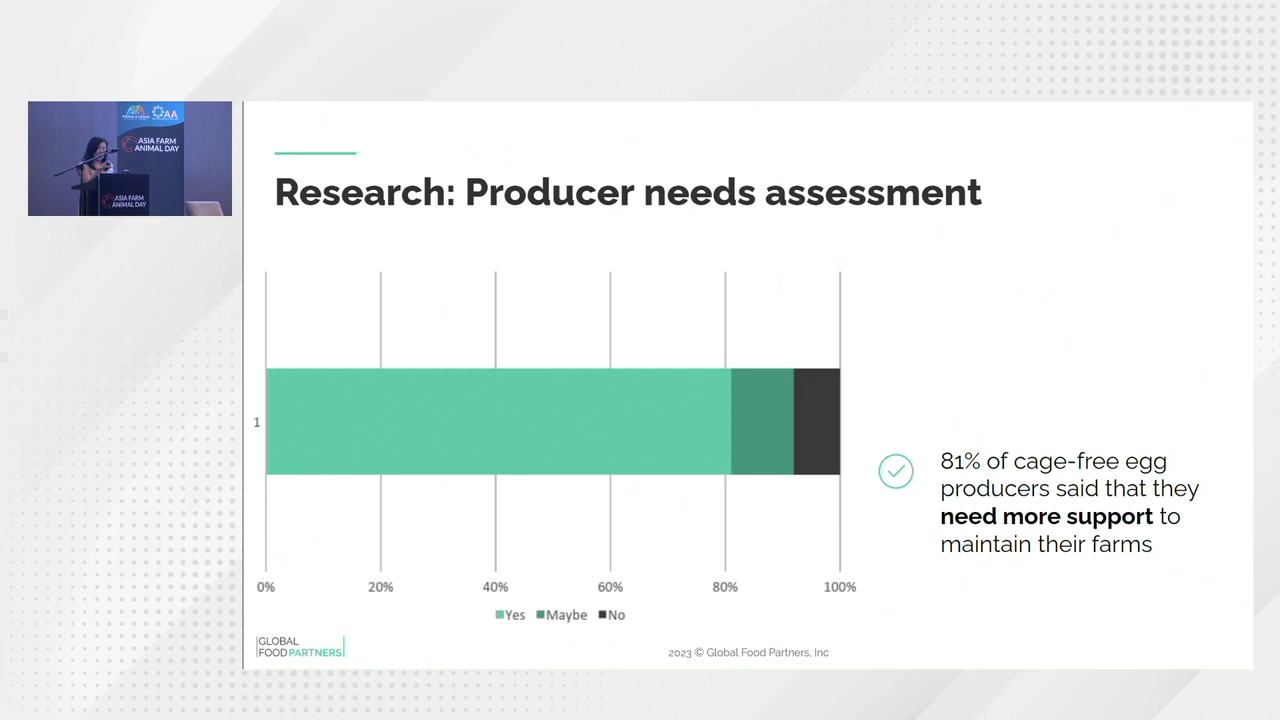 AA
ASIA FARM
ANIMAL DAY
ASIA FARM
ANIMAL DAY
Research: Producer needs assessment
1
81% of cage-free egg
producers said that they
need more support to
maintain their farms
0% 20% 40% 60% 80% 100%
Yes Maybe No
GLOBAL
FOODPARTNERS
2023 © Global Food Partners, Inc